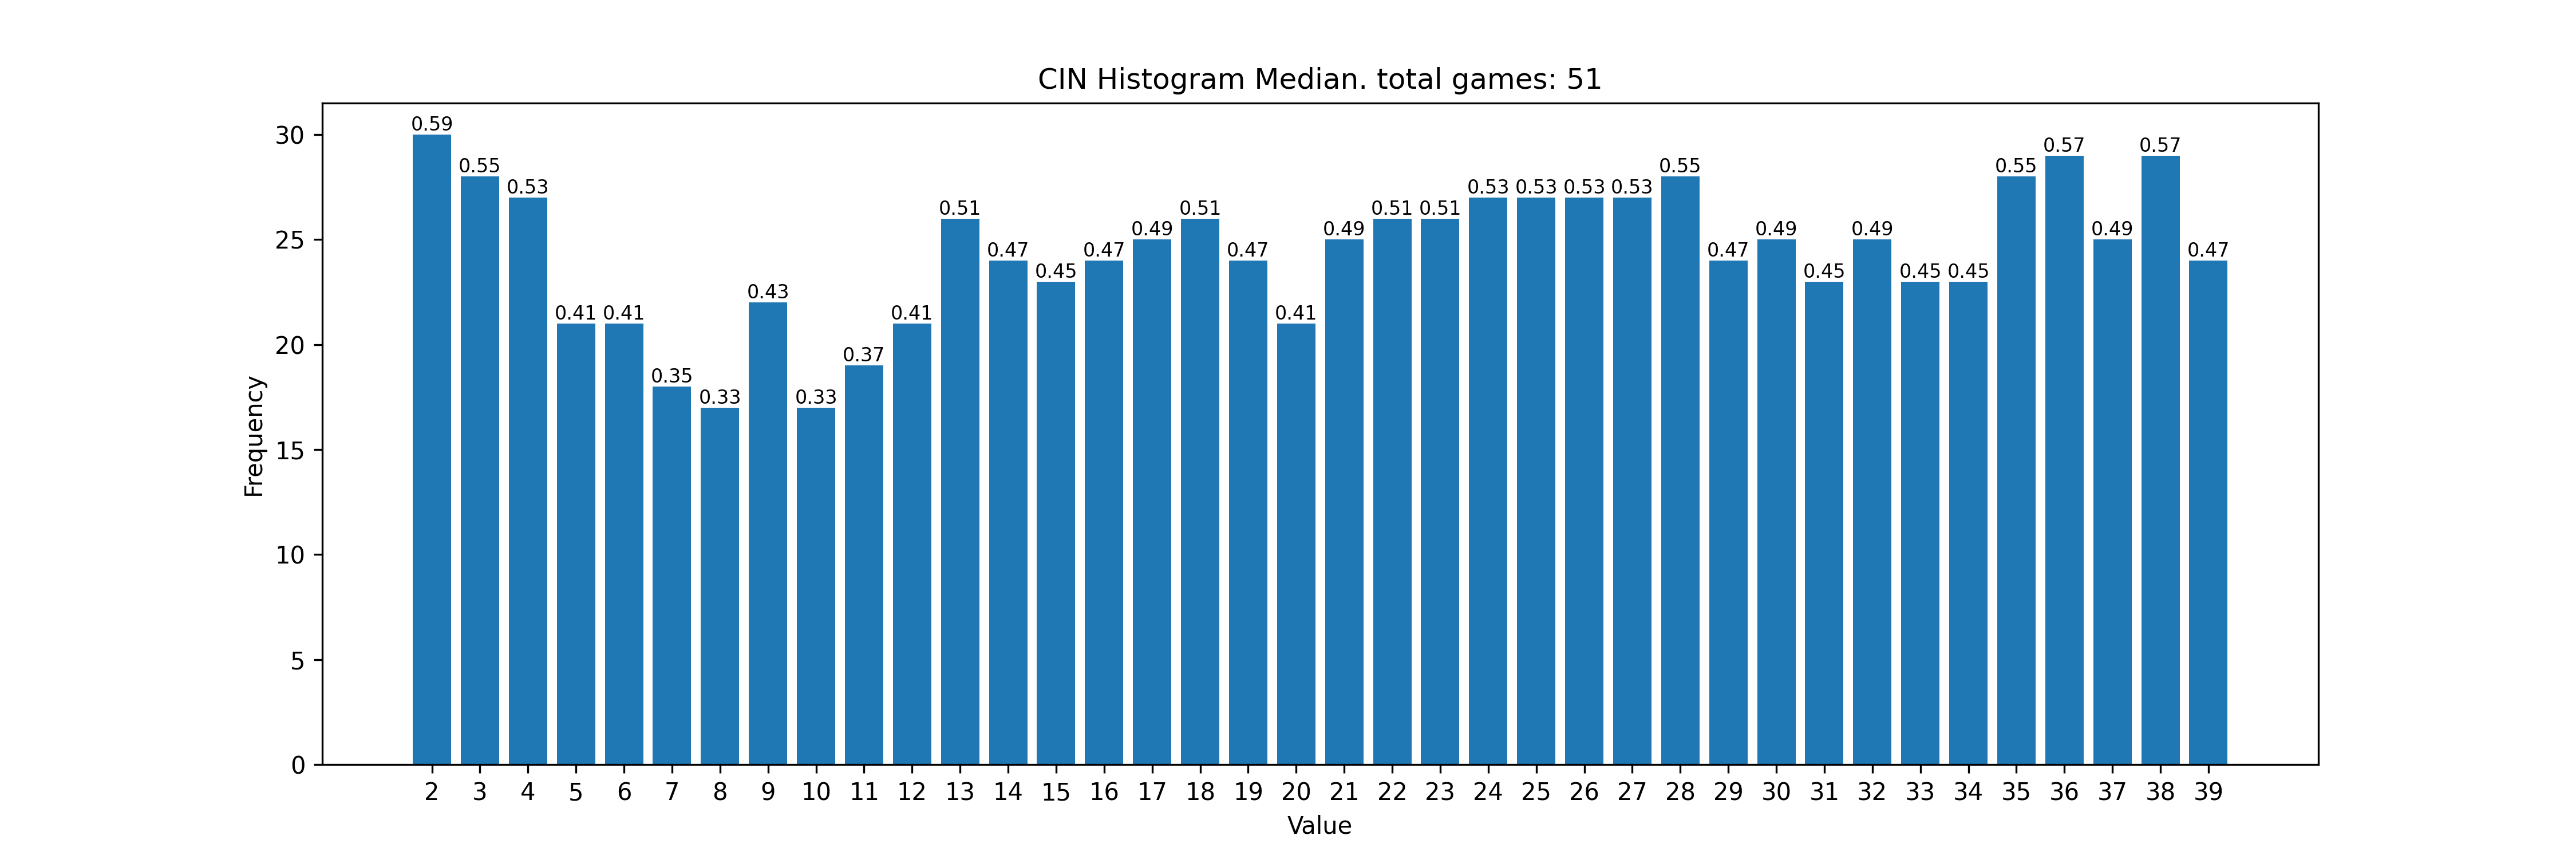 CIN Histogram Median. total games: 51
Frequency
30
25
20
15
10
5
0
0.59 0.55 0.53 0.41 0.41 0.35 0.33 0.43 0.33 0.37 0.41 0.51 0.47 0.45 0.47 0.49 0.51 0.47 0.41 0.49 0.51 0.51 0.53 0.53 0.53 0.53 0.55 0.47 0.49 0.45 0.49 0.45 0.45 0.55 0.57 0.49 0.57 0.47
2 3 4 5 6 7 8 9 10 11 12 13 14 15 16 17 18 19 20 21 22 23 24 25 26 27 28 29 30 31 32 33 34 35 36 37 38 39
Value